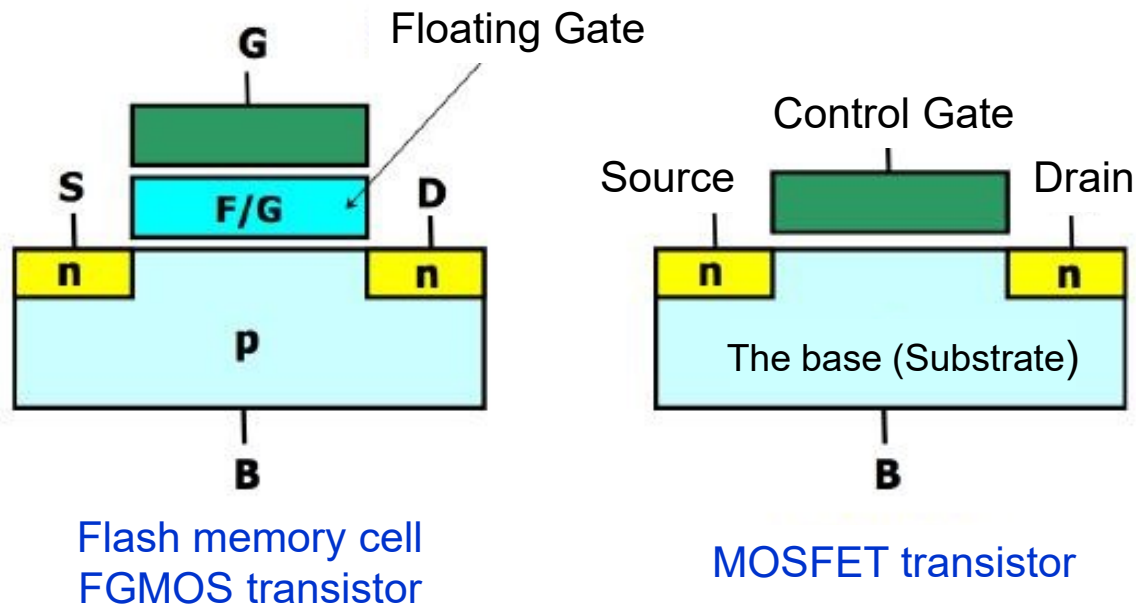 G
Floating Gate
S
F/G
D
n
n
p
B
Flash memory cell
FGMOS transistor
Control Gate
Source
Drain
n
n
The base (Substrate)
B
MOSFET transistor